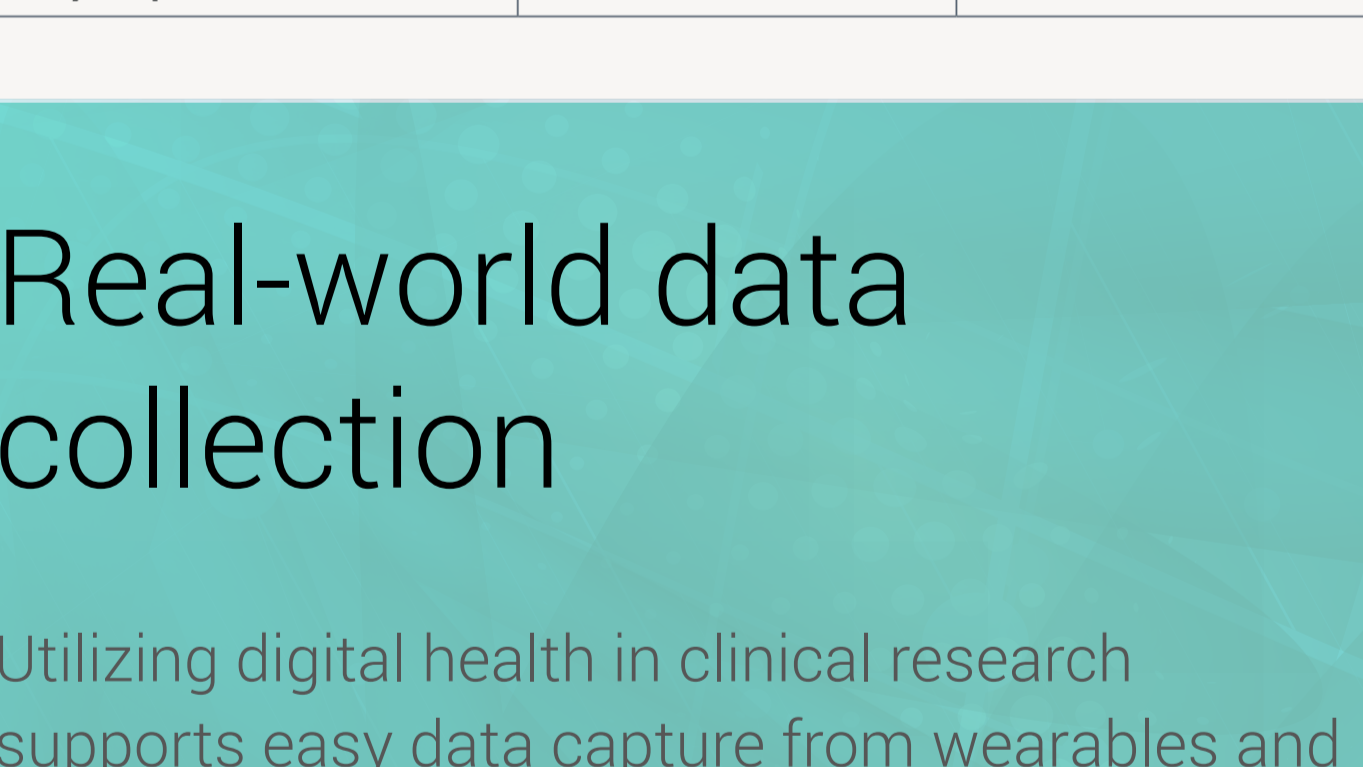 Real-world data
collection
Utilizing digital health in clinical research
supports easy data capture from wearables and